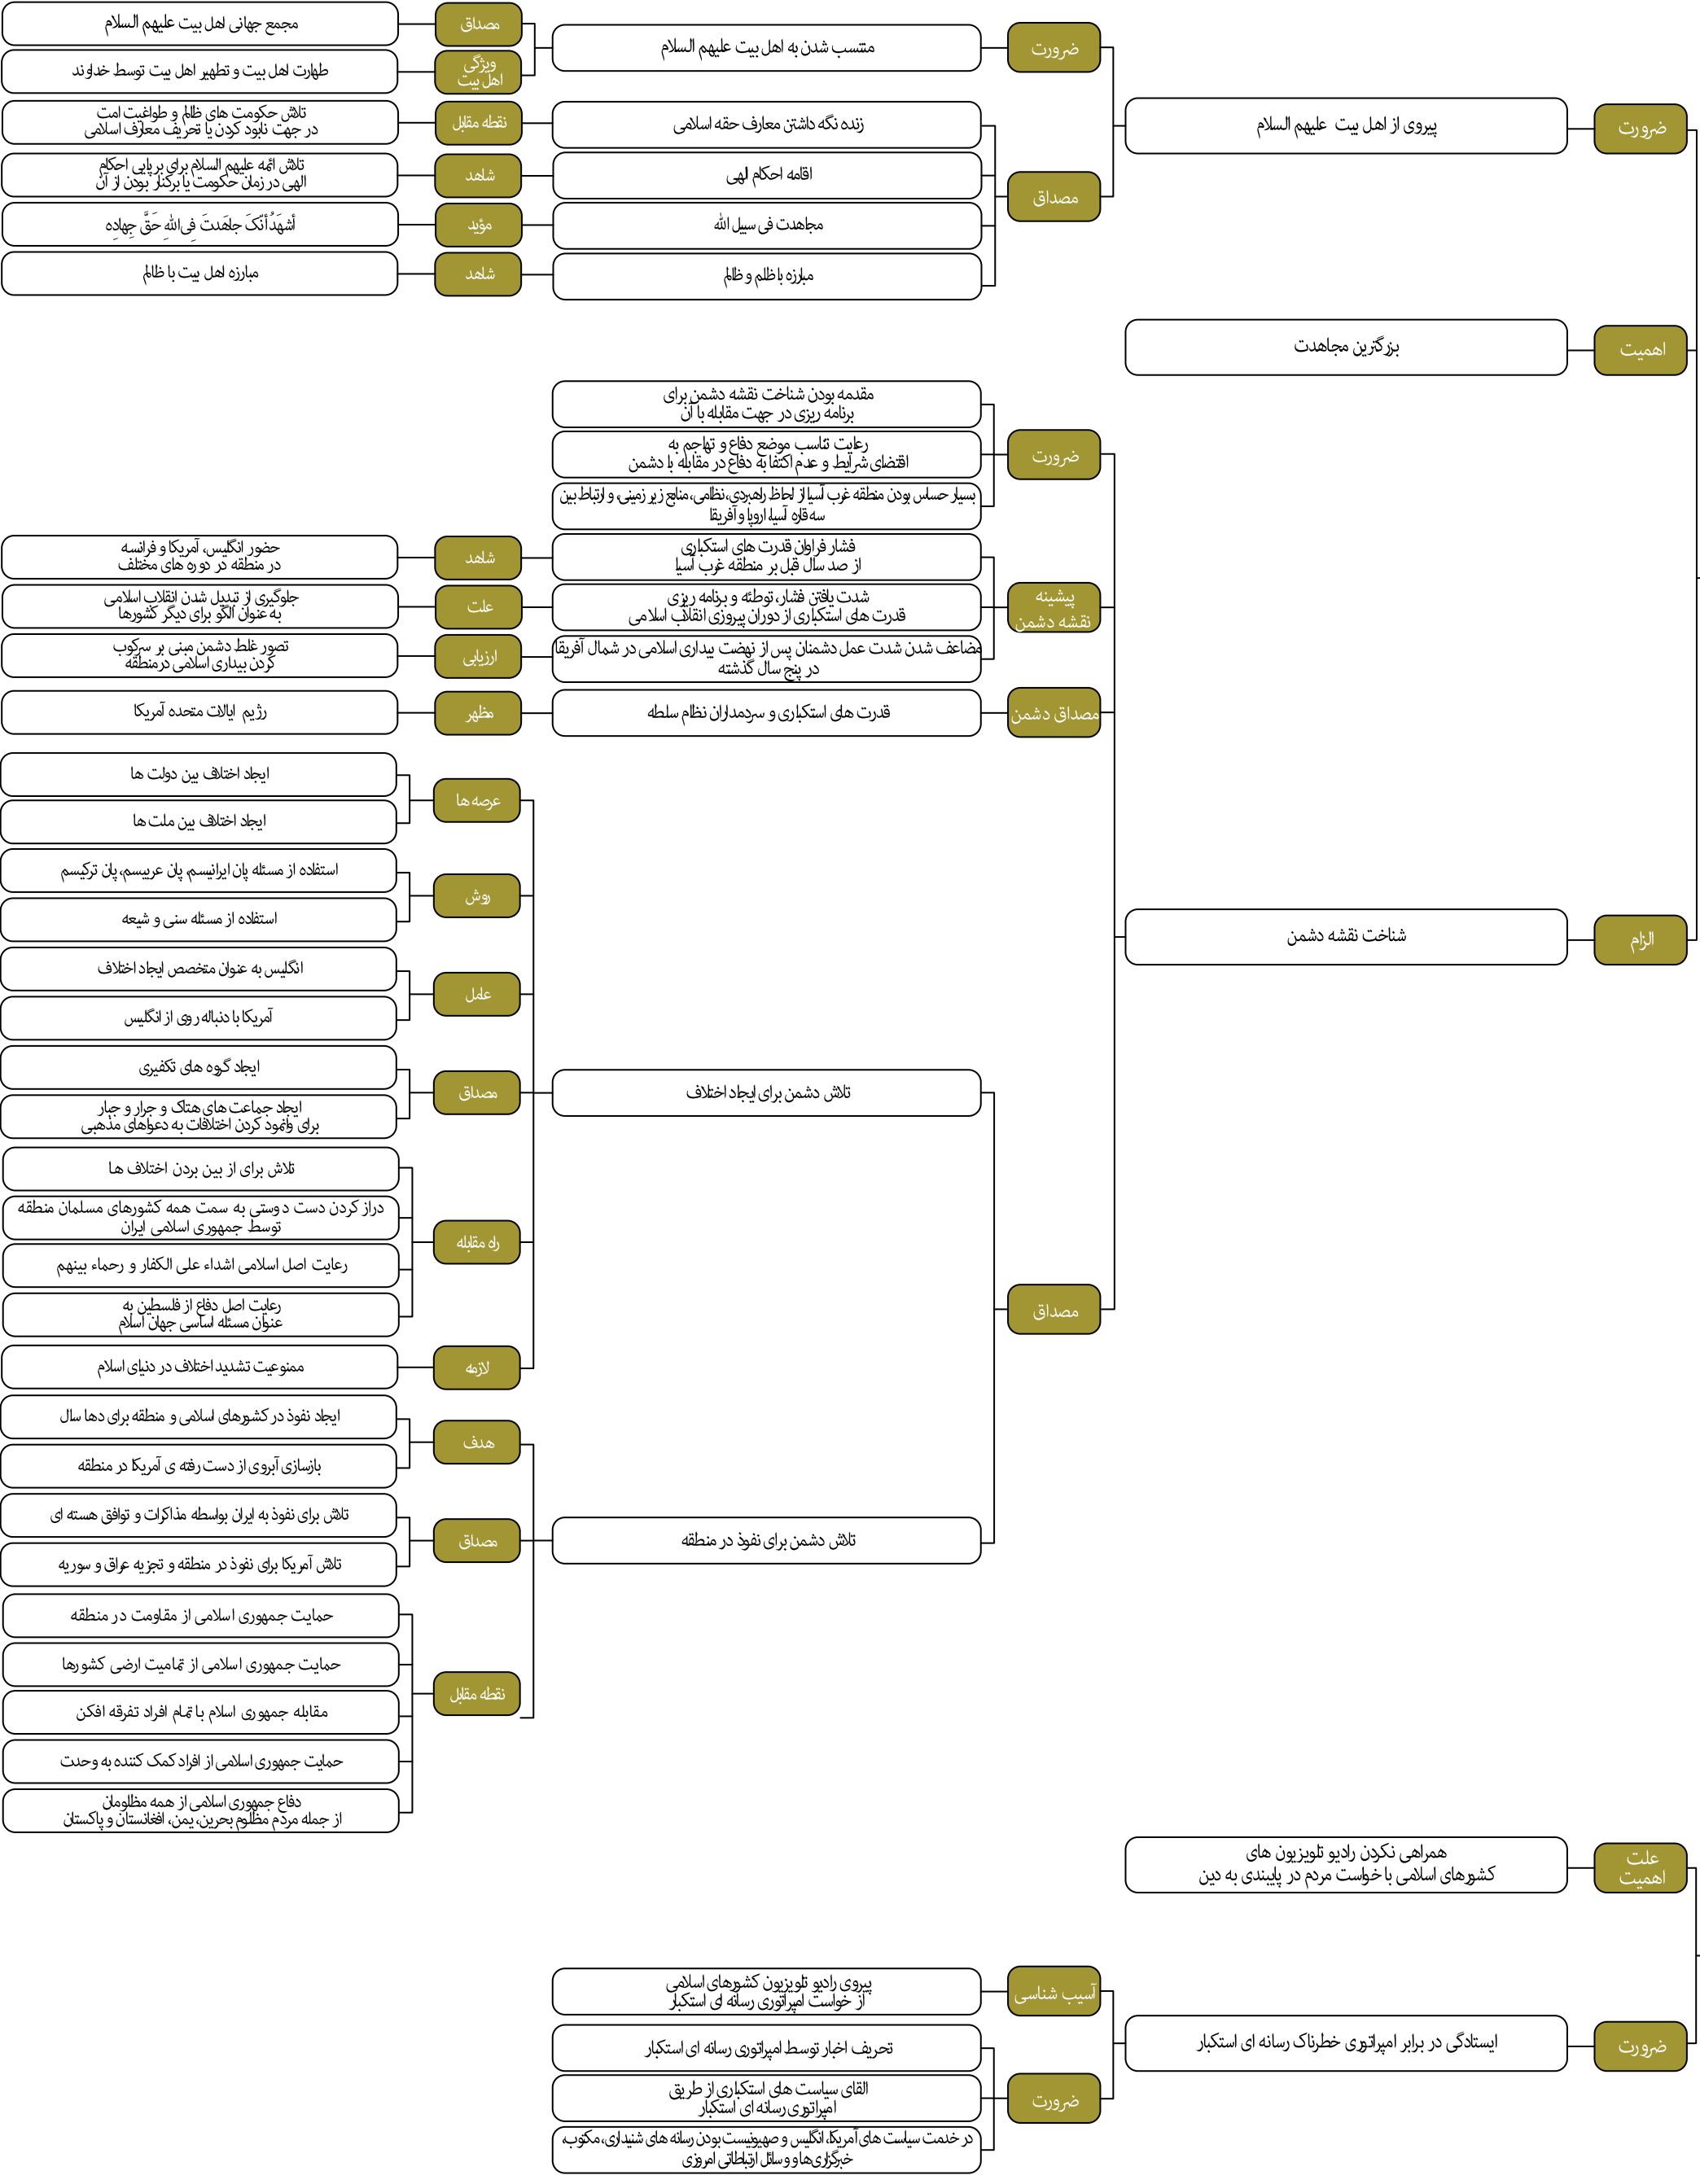 ضرورت
پیروی از اهل بیت علیهم السلام
ضرورت
منتسب شدن به اهل بیت علیهم السلام
مصداق
مجمع جهانی اهل بیت علیهم السلام
ویژگی
اهل بیت
طهارت اهل بیت و تطهیر اهل بیت توسط خداوند
مصداق
زنده نگه داشتن معارف حقه اسلامی
نقطه مقابل
تلاش حکومت های ظالم و طواغیت امت
در جهت نابود کردن یا تحریف معارف اسلامی
اقامه احکام الهی
شاهد
تلاش ائمه علیهم السلام برای برپایی احکام
الهی در زمان حکومت یا برکنار بودن از آن
مجاهدت فی سبیل الله
مؤید
أشهَدُ أنّکَ جاهَدتَ فِی اللهِ حَقَّ جِهادِه
مبارزه با ظلم و ظالم
شاهد
مبارزه اهل بیت با ظالم
اهمیت
بزرگترین مجاهدت
الزام
شناخت نقشه دشمن
ضرورت
مقدمه بودن شناخت نقشه دشمن برای
برنامه ریزی در جهت مقابله با آن
رعایت تناسب موضع دفاع و تهاجم به
اقتضای شرایط و عدم اکتفا به دفاع در مقابله با دشمن
بسیار حساس بودن منطقه غرب آسیا از لحاظ راهبردی، نظامی، منابع زیر زمینی، و ارتباط بین
سه قاره آسیا، اروپا و آفریقا
پیشینه
نقشه دشمن
فشار فراوان قدرت های استکباری
از صد سال قبل بر منطقه غرب آسیا
شاهد
حضور انگلیس، آمریکا و فرانسه
در منطقه در دوره های مختلف
شدت یافتن فشار، توطئه و برنامه ریزی
قدرت های استکباری از دوران پیروزی انقلاب اسلامی
علت
جلوگیری از تبدیل شدن انقلاب اسلامی
به عنوان الگو برای دیگر کشورها
مضاعف شدن شدت عمل دشمنان پس از نهضت بیداری اسلامی در شمال آفریقا
در پنج سال گذشته
ارزیابی
تصور غلط دشمن مبنی بر سرکوب
کردن بیداری اسلامی درمنطقه
مصداق دشمن
قدرت های استکباری و سردمداران نظام سلطه
مظهر
رژیم ایالات متحده آمریکا
مصداق
تلاش دشمن برای ایجاد اختلاف
عرصه ها
ایجاد اختلاف بین دولت ها
ایجاد اختلاف بین ملت ها
روش
استفاده از مسئله پان ایرانیسم، پان عربیسم، پان ترکیسم
استفاده از مسئله سنی و شیعه
عامل
انگلیس به عنوان متخصص ایجاد اختلاف
آمریکا با دنباله روی از انگلیس
مصداق
ایجاد گروه های تکفیری
ایجاد جماعت های هتاک و جرار و جبار
برای وانمود کردن اختلافات به دعواهای مذهبی
راه مقابله
تلاش برای از بین بردن اختلاف ها
دراز کردن دست دوستی به سمت همه کشورهای مسلمان منطقه
توسط جمهوری اسلامی ایران
رعایت اصل اسلامی اشداء علی الکفار و رحماء بینهم
رعایت اصل دفاع از فلسطین به
عنوان مسئله اساسی جهان اسلام
لازمه
ممنوعیت تشدید اختلاف در دنیای اسلام
تلاش دشمن برای نفوذ در منطقه
هدف
ایجاد نفوذ در کشورهای اسلامی و منطقه برای دها سال
بازسازی آبروی از دست رفته ی آمریکا در منطقه
مصداق
تلاش برای نفوذ به ایران بواسطه مذاکرات و توافق هسته ای
تلاش آمریکا برای نفوذ در منطقه و تجزیه عراق و سوریه
نقطه مقابل
حمایت جمهوری اسلامی از مقاومت در منطقه
حمایت جمهوری اسلامی از تمامیت ارضی کشورها
مقابله جمهوری اسلام با تمام افراد تفرقه افکن
حمایت جمهوری اسلامی از افراد کمک کننده به وحدت
دفاع جمهوری اسلامی از همه مظلومان
از جمله مردم مظلوم بحرین، یمن، افغانستان و پاکستان
علت
اهمیت
همراهی نکردن رادیو تلویزیون های
کشورهای اسلامی با خواست مردم در پایبندی به دین
ضرورت
ایستادگی در برابر امپراتوری خطرناک رسانه ای استکبار
آسیب شناسی
پیروی رادیو تلویزیون کشورهای اسلامی
از خواست امپراتوری رسانه ای استکبار
ضرورت
تحریف اخبار توسط امپراتوری رسانه ای استکبار
القای سیاست های استکباری از طریق
امپراتوری رسانه ای استکبار
در خدمت سیاست های آمریکا، انگلیس و صهیونیست بودن رسانه های شنیداری، مکتوب،
خبرگزاری‌ها و وسائل ارتباطاتی امروزی